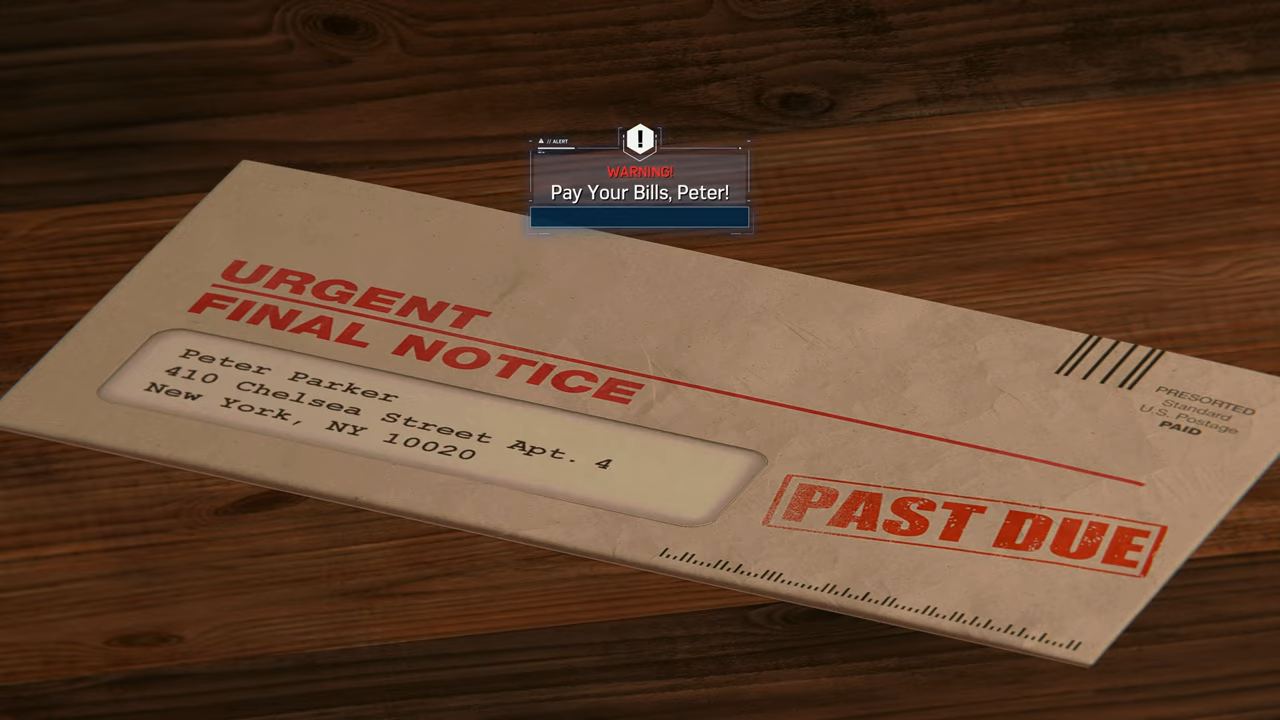 // ALERT
!
WARNING!
Pay Your Bills, Peter!
URGENT
FINAL NOTICE
Peter Parker
410 Chelsea Street Apt. 4
New York, NY 10020
PRESORTED
Standard
U.S. Postage
PAID
PAST DUE